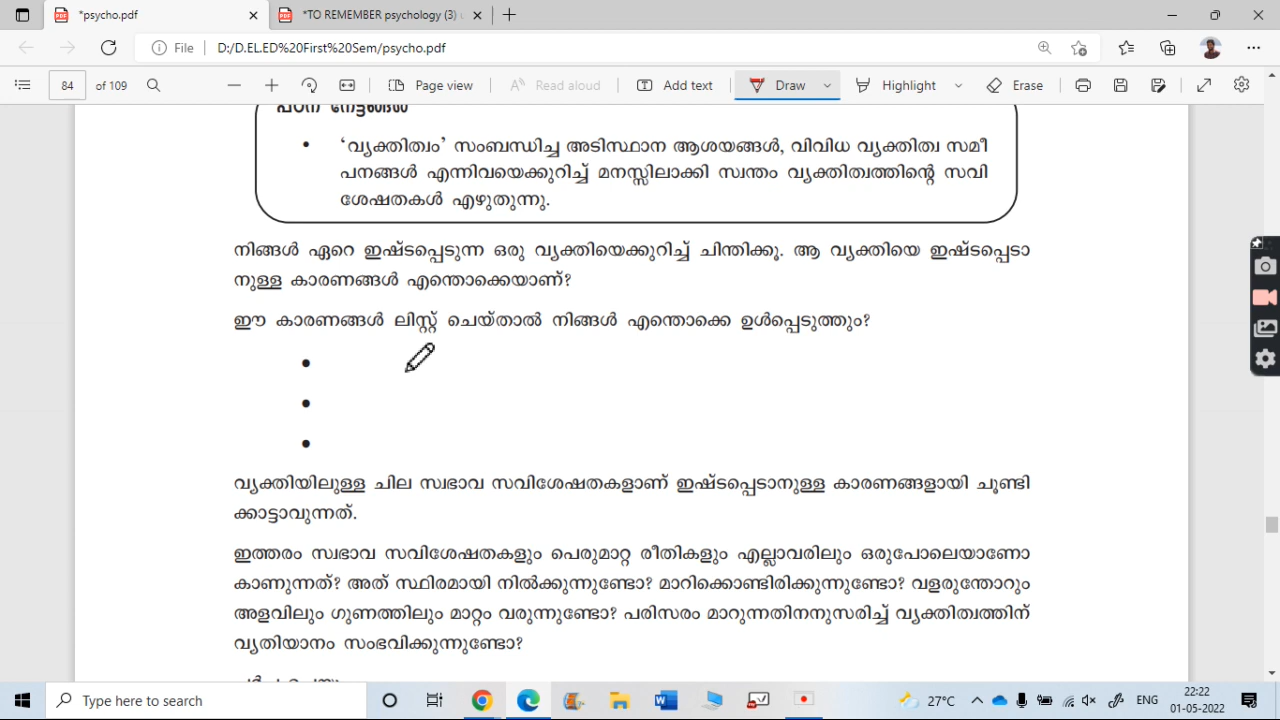 *psycho.pdf
*TO REMEMBER psychology (3)
File
D:/D.EL.ED%20First%20Sem/psycho.pdf
84 of 109
Page view
Read aloud
Add text
Draw
Highlight
Erase
പഠന നേട്ടങ്ങൾ
• ‘വ്യക്തിത്വം’ സംബന്ധിച്ച അടിസ്ഥാന ആശയങ്ങൾ, വിവിധ വ്യക്തിത്വ സമീ
പനങ്ങൾ എന്നിവയെക്കുറിച്ച് മനസ്സിലാക്കി സ്വന്തം വ്യക്തിത്വത്തിന്റെ സവി
ശേഷതകൾ എഴുതുന്നു.
നിങ്ങൾ ഏറെ ഇഷ്ടപ്പെടുന്ന ഒരു വ്യക്തിയെക്കുറിച്ച് ചിന്തിക്കൂ. ആ വ്യക്തിയെ ഇഷ്ടപ്പെടാ
നുള്ള കാരണങ്ങൾ എന്തൊക്കെയാണ്?
ഈ കാരണങ്ങൾ ലിസ്റ്റ് ചെയ്താൽ നിങ്ങൾ എന്തൊക്കെ ഉൾപ്പെടുത്തും?
•
•
•
വ്യക്തിയിലുള്ള ചില സ്വഭാവ സവിശേഷതകളാണ് ഇഷ്ടപ്പെടാനുള്ള കാരണങ്ങളായി ചൂണ്ടി
ക്കാട്ടാവുന്നത്.
ഇത്തരം സ്വഭാവ സവിശേഷതകളും പെരുമാറ്റ രീതികളും എല്ലാവരിലും ഒരുപോലെയാണോ
കാണുന്നത്? അത് സ്ഥിരമായി നിൽക്കുന്നുണ്ടോ? മാറിക്കൊണ്ടിരിക്കുന്നുണ്ടോ? വളരുന്തോറും
അളവിലും ഗുണത്തിലും മാറ്റം വരുന്നുണ്ടോ? പരിസരം മാറുന്നതിനനുസരിച്ച് വ്യക്തിത്വത്തിന്
വ്യതിയാനം സംഭവിക്കുന്നുണ്ടോ?
Type here to search
27°C
ENG
22:22
01-05-2022